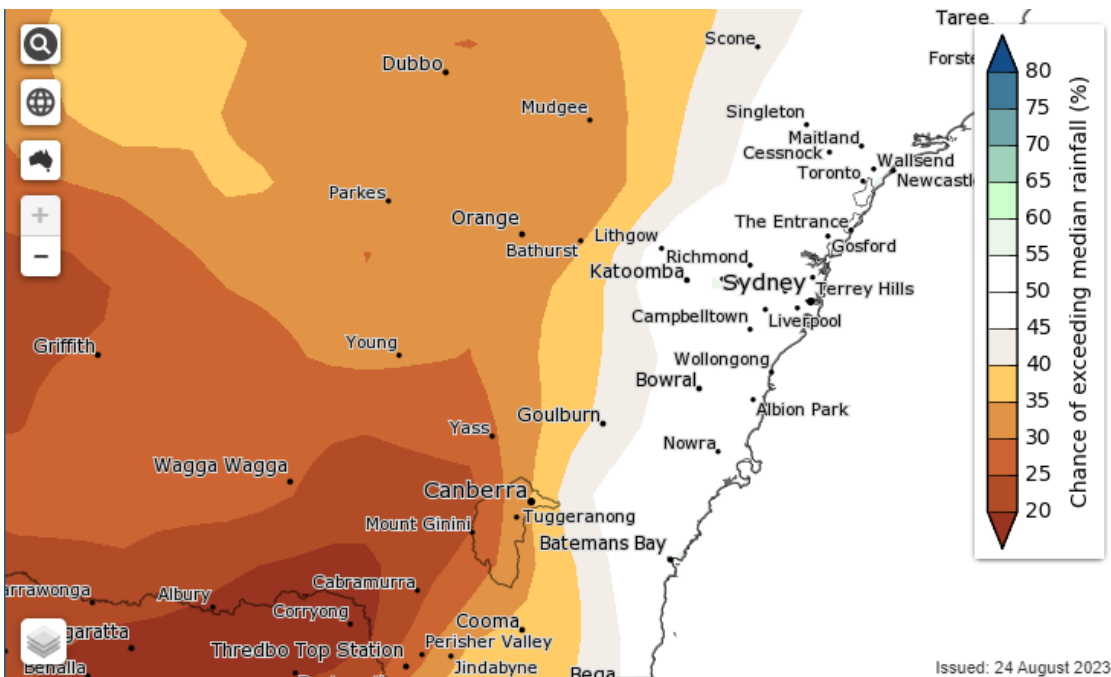 Taree
Scone
Forste
Dubbo
Mudgee
Singleton
Maitland
Cessnock
Wallsend
Toronto
Newcastl
Parkes
Orange
The Entrance
Bathurst
Lithgow
Gosford
Richmond
Katoomba
Sydney
Terrey Hills
Campbelltown
Liverpool
Griffith
Young
Wollongong
Bowral
Goulburn
Albion Park
Yass
Nowra
Wagga Wagga
Canberra
Mount Ginini
Tuggeranong
Batemans Bay
arrawonga
Albury
Cabramurra
Corryong
Cooma
garatta
Thredbo Top Station
Perisher Valley
Benalla
Jindabyne
Bega
80
75
70
65
60
55
50
45
40
35
30
25
20
Chance of exceeding median rainfall (%)
Issued: 24 August 2023